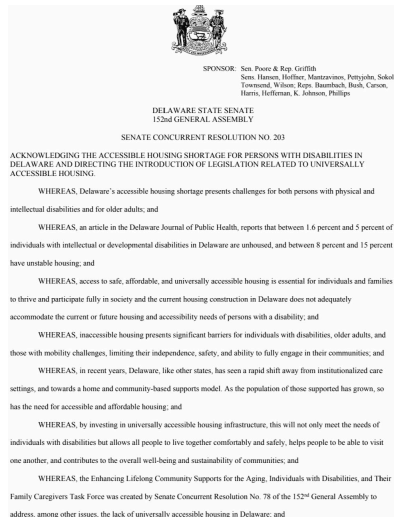 SPONSOR: Sen. Poore & Rep. Griffith
Sens. Hansen, Hoffner, Mantzavinos, Pettyjohn, Sokola,
Townsend, Wilson; Reps. Baumbach, Bush, Carson,
Harris, Heffernan, K. Johnson, Phillips
DELAWARE STATE SENATE
152nd GENERAL ASSEMBLY
SENATE CONCURRENT RESOLUTION NO. 203
ACKNOWLEDGING THE ACCESSIBLE HOUSING SHORTAGE FOR PERSONS WITH DISABILITIES IN
DELAWARE AND DIRECTING THE INTRODUCTION OF LEGISLATION RELATED TO UNIVERSALLY
ACCESSIBLE HOUSING.
WHEREAS, Delaware's accessible housing shortage presents challenges for both persons with physical and
intellectual disabilities and for older adults; and
WHEREAS, an article in the Delaware Journal of Public Health, reports that between 1.6 percent and 5 percent of
individuals with intellectual or developmental disabilities in Delaware are unhoused, and between 8 percent and 15 percent
have unstable housing; and
WHEREAS, access to safe, affordable, and universally accessible housing is essential for individuals and families
to thrive and participate fully in society and the current housing construction in Delaware does not adequately
accommodate the current or future housing and accessibility needs of persons with a disability; and
WHEREAS, inaccessible housing presents significant barriers for individuals with disabilities, older adults, and
those with mobility challenges, limiting their independence, safety, and ability to fully engage in their communities; and
WHEREAS, in recent years, Delaware, like other states, has seen a rapid shift away from institutionalized care
settings, and towards a home and community-based supports model. As the population of those supported has grown, so
has the need for accessible and affordable housing; and
WHEREAS, by investing in universally accessible housing infrastructure, this will not only meet the needs of
individuals with disabilities but allows all people to live together comfortably and safely, helps people to be able to visit
one another, and contributes to the overall well-being and sustainability of communities; and
WHEREAS, the Enhancing Lifelong Community Supports for the Aging, Individuals with Disabilities, and Their
Family Caregivers Task Force was created by Senate Concurrent Resolution No. 78 of the 152nd General Assembly to
address, among other issues, the lack of universally accessible housing in Delaware; and